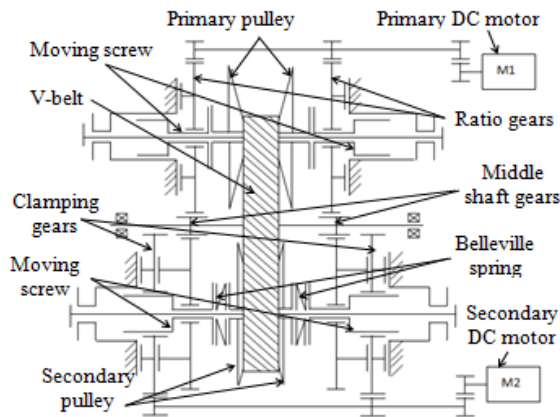 Primary pulley
Primary DC motor
Moving screw
M1
V-belt
Ratio gears
Middle
shaft gears
Clamping
gears
Belleville
spring
Moving
screw
Secondary
DC motor
M2
Secondary
pulley